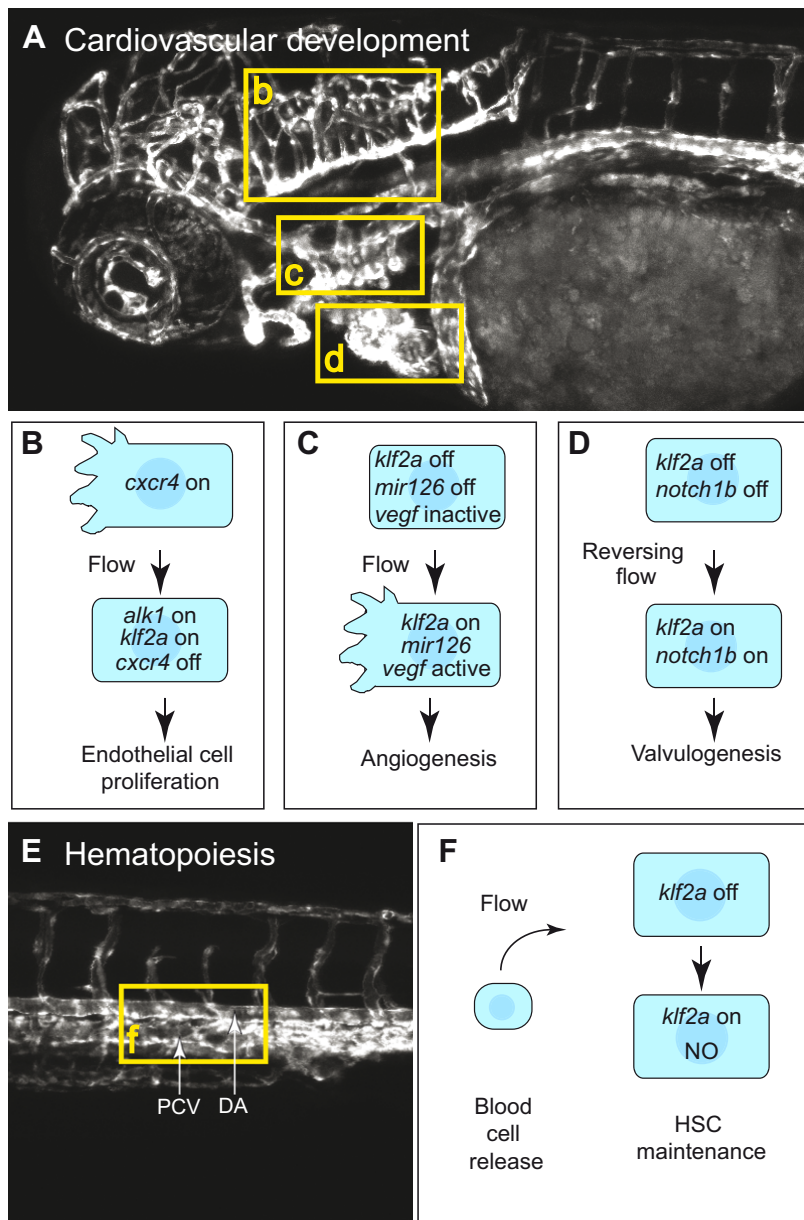 A Cardiovascular development
b
c
d
B
cxcr4 on
Flow
alk1 on
klf2a on
cxcr4 off
Endothelial cell
proliferation
C
klf2a off
mir126 off
vegf inactive
Flow
klf2a on
mir126
vegf active
Angiogenesis
D
klf2a off
notch1b off
Reversing
flow
klf2a on
notch1b on
Valvulogenesis
E Hematopoiesis
f
PCV
DA
F
Flow
klf2a off
klf2a on
NO
Blood
cell
release
HSC
maintenance